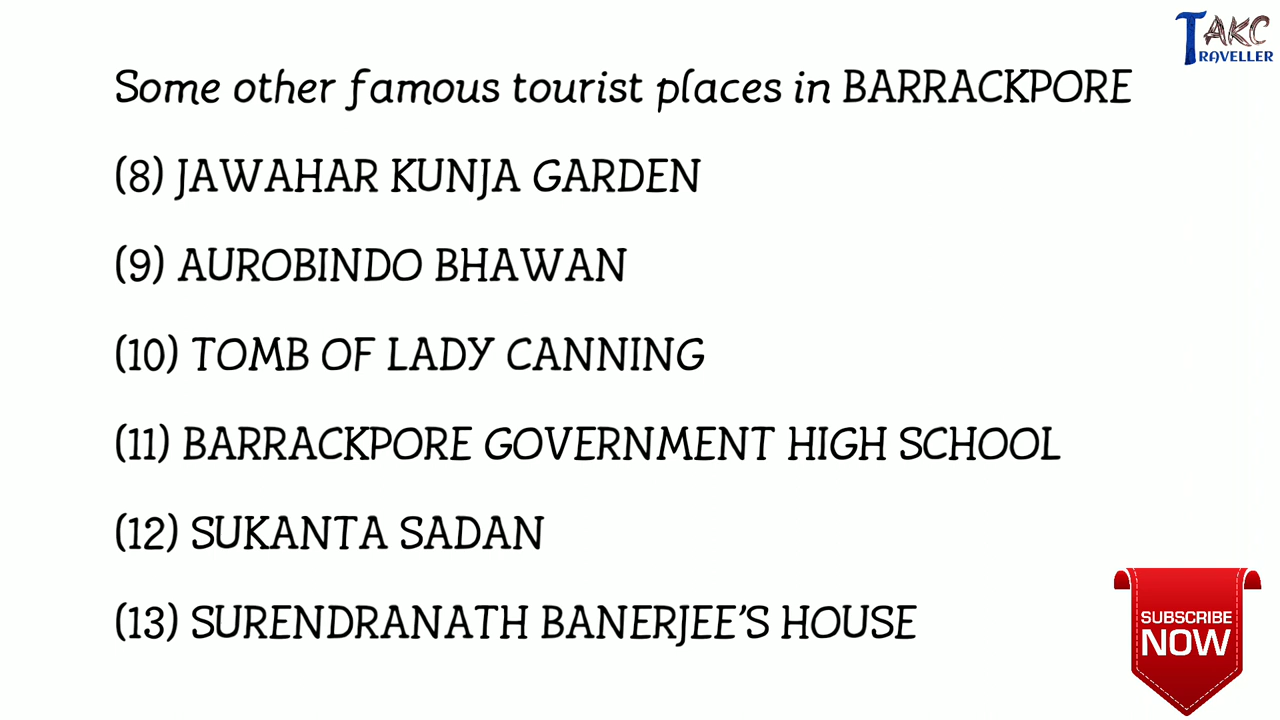 TAKC
TRAVELLER
Some other famous tourist places in BARRACKPORE
(8) JAWAHAR KUNJA GARDEN
(9) AUROBINDO BHAWAN
(10) TOMB OF LADY CANNING
(11) BARRACKPORE GOVERNMENT HIGH SCHOOL
(12) SUKANTA SADAN
(13) SURENDRANATH BANERJEE’S HOUSE
SUBSCRIBE
NOW